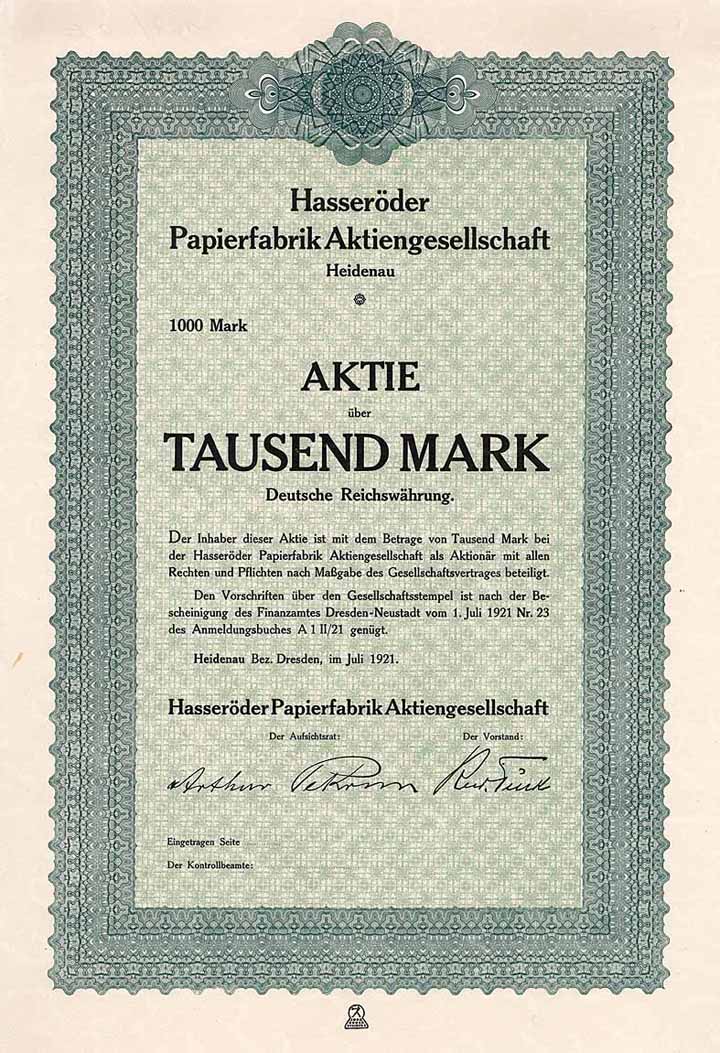 Hasseröder
Papierfabrik Aktiengesellschaft
Heidenau
1000 Mark
AKTIE
über
TAUSEND MARK
Deutsche Reichswährung.
Der Inhaber dieser Aktie ist mit dem Betrage von Tausend Mark bei
der Hasseröder Papierfabrik Aktiengesellschaft als Aktionär mit allen
Rechten und Pflichten nach Maßgabe des Gesellschaftsvertrages beteiligt.
Den Vorschriften über den Gesellschaftsstempel ist nach der Be-
scheinigung des Finanzamtes Dresden-Neustadt vom 1. Juli 1921 Nr. 23
des Anmeldungsbuches A 1 II/21 genügt.
Heidenau Bez. Dresden, im Juli 1921.
Hasseröder Papierfabrik Aktiengesellschaft
Der Aufsichtsrat: Der Vorstand:
Arthur
Eingetragen Seite
Der Kontrollbeamte: